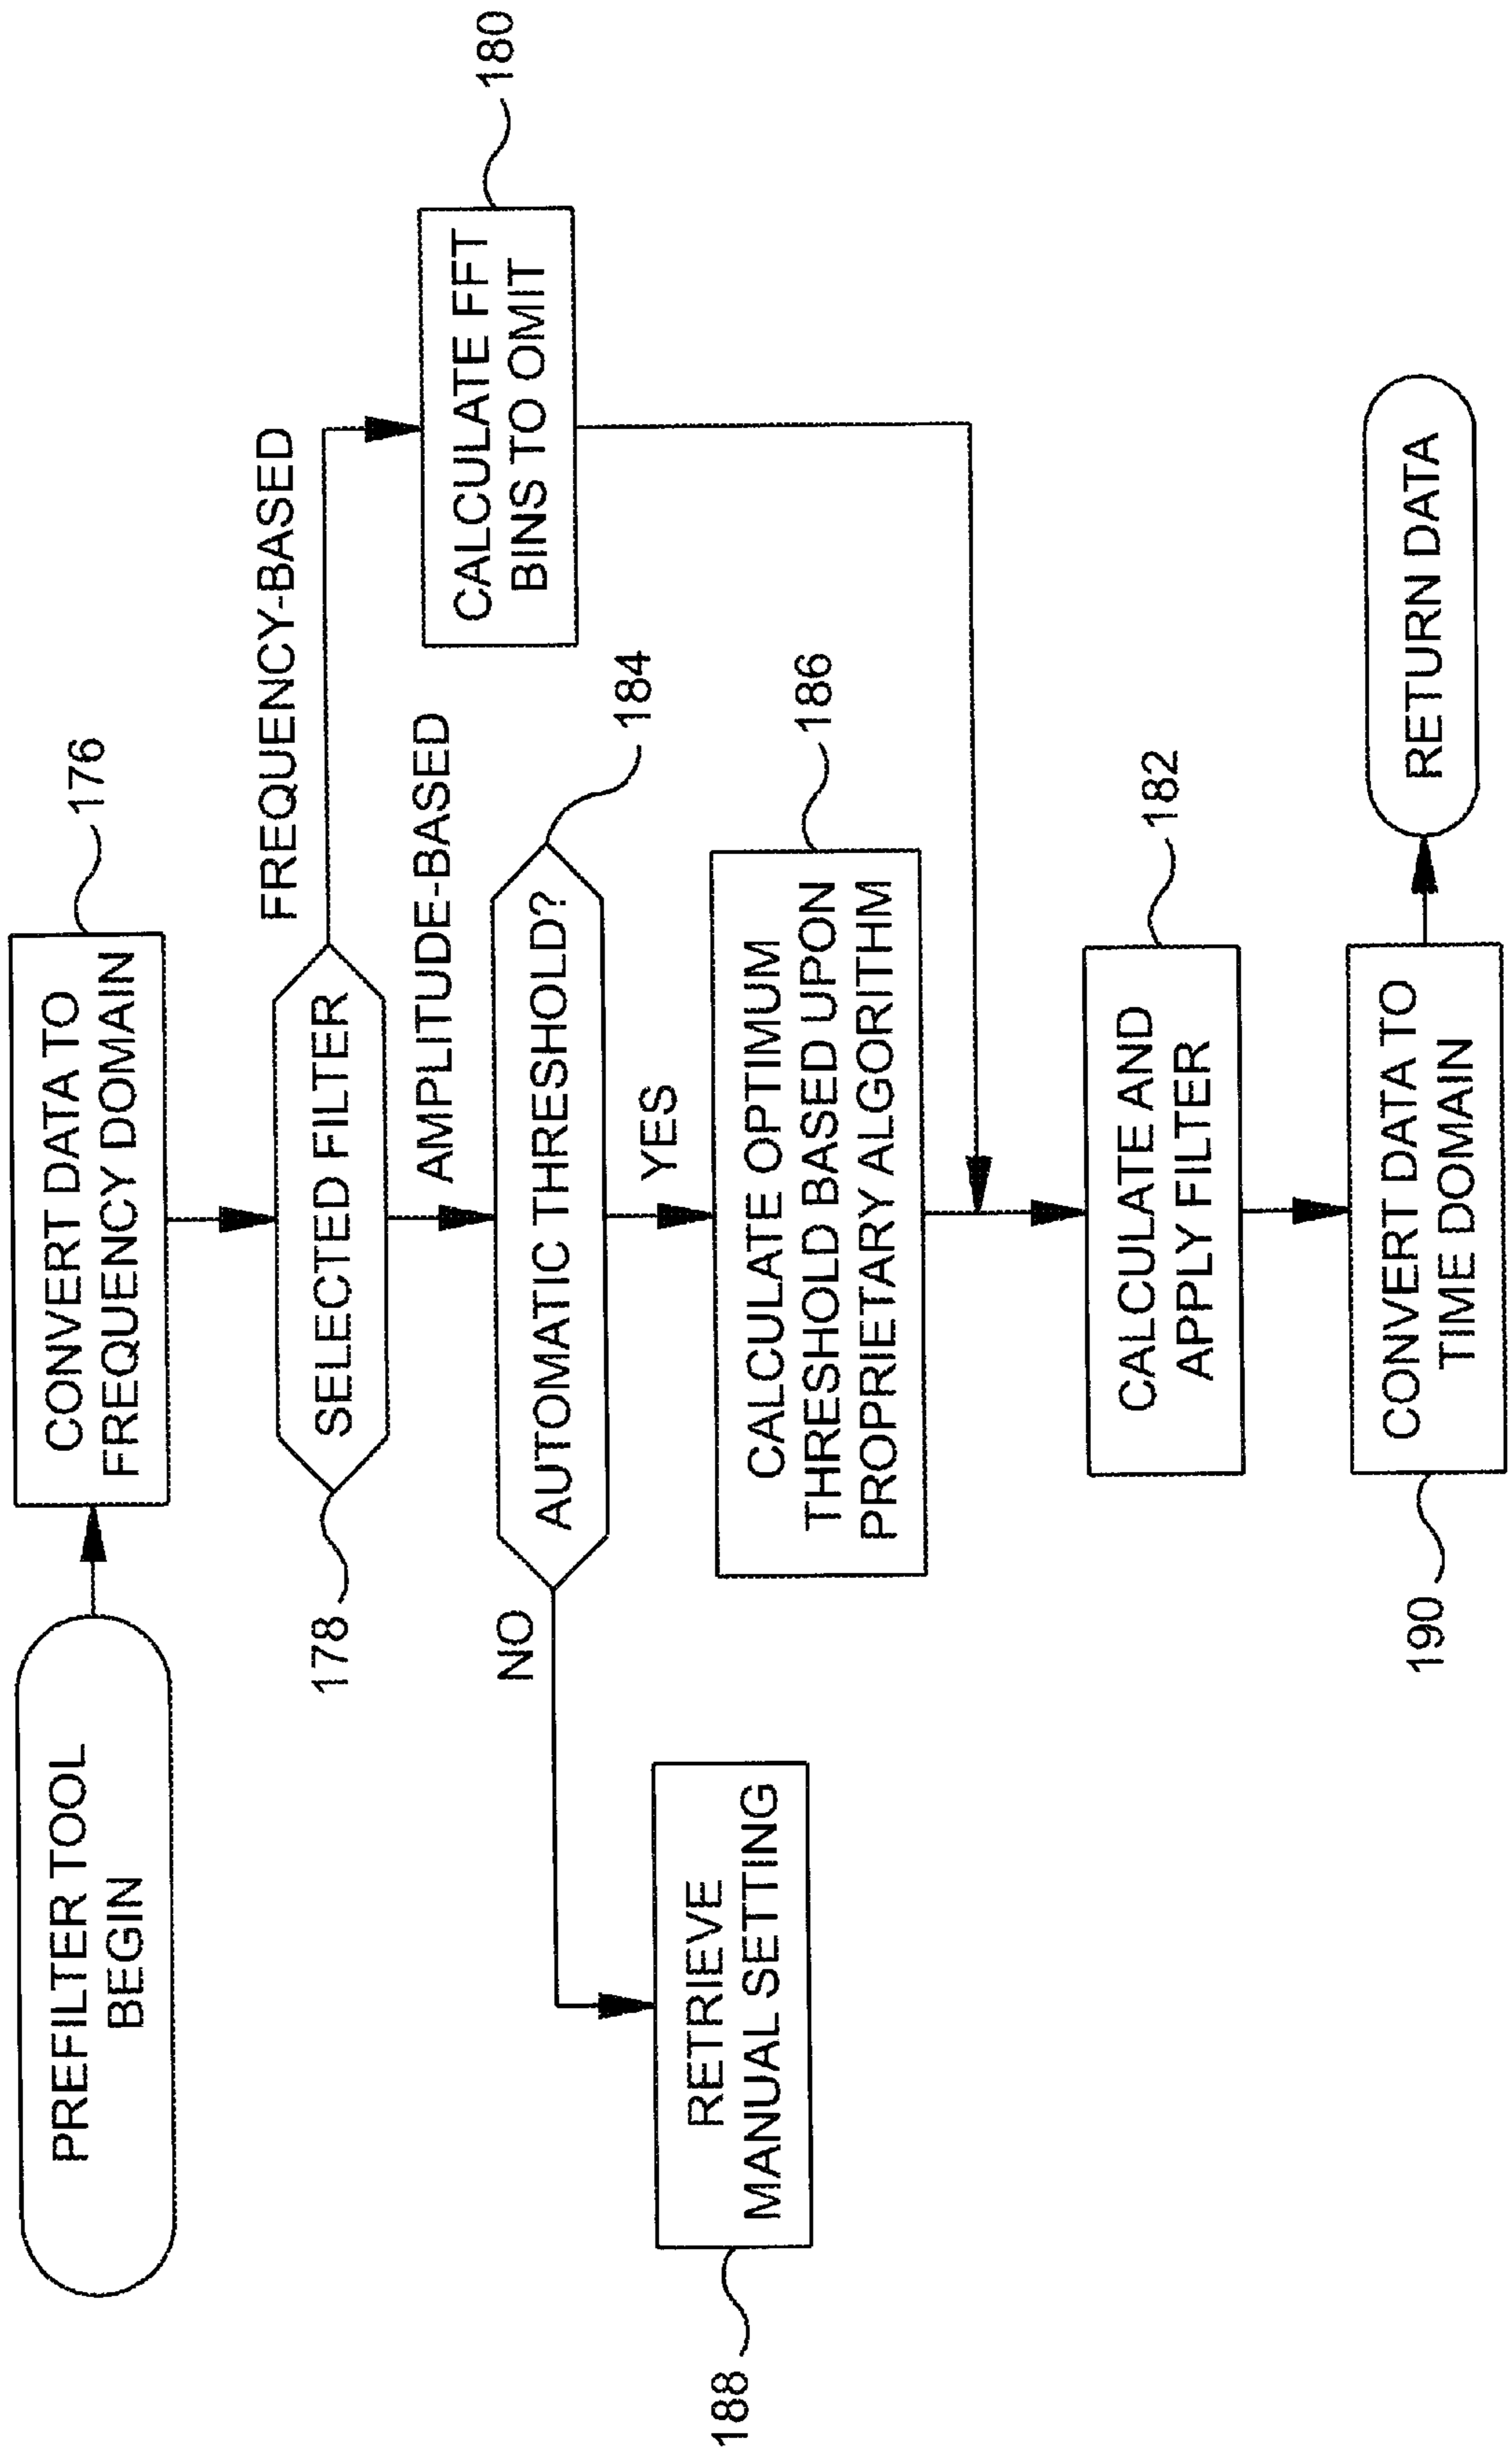 PREFILTER TOOL
BEGIN
CONVERT DATA TO
FREQUENCY DOMAIN
176
178
SELECTED FILTER
FREQUENCY-BASED
AMPLITUDE-BASED
CALCULATE FFT
BINS TO OMIT
180
AUTOMATIC THRESHOLD?
184
NO
YES
RETRIEVE
MANUAL SETTING
188
CALCULATE OPTIMUM
THRESHOLD BASED UPON
PROPRIETARY ALGORITHM
186
CALCULATE AND
APPLY FILTER
182
CONVERT DATA TO
TIME DOMAIN
190
RETURN DATA